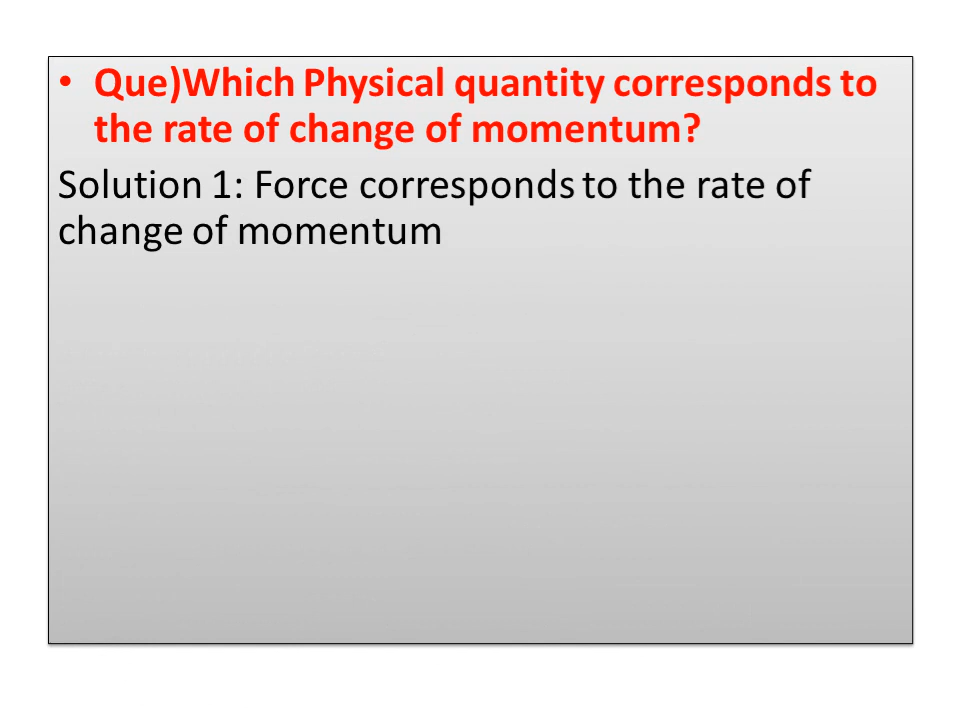 • Que)Which Physical quantity corresponds to
the rate of change of momentum?
Solution 1: Force corresponds to the rate of
change of momentum